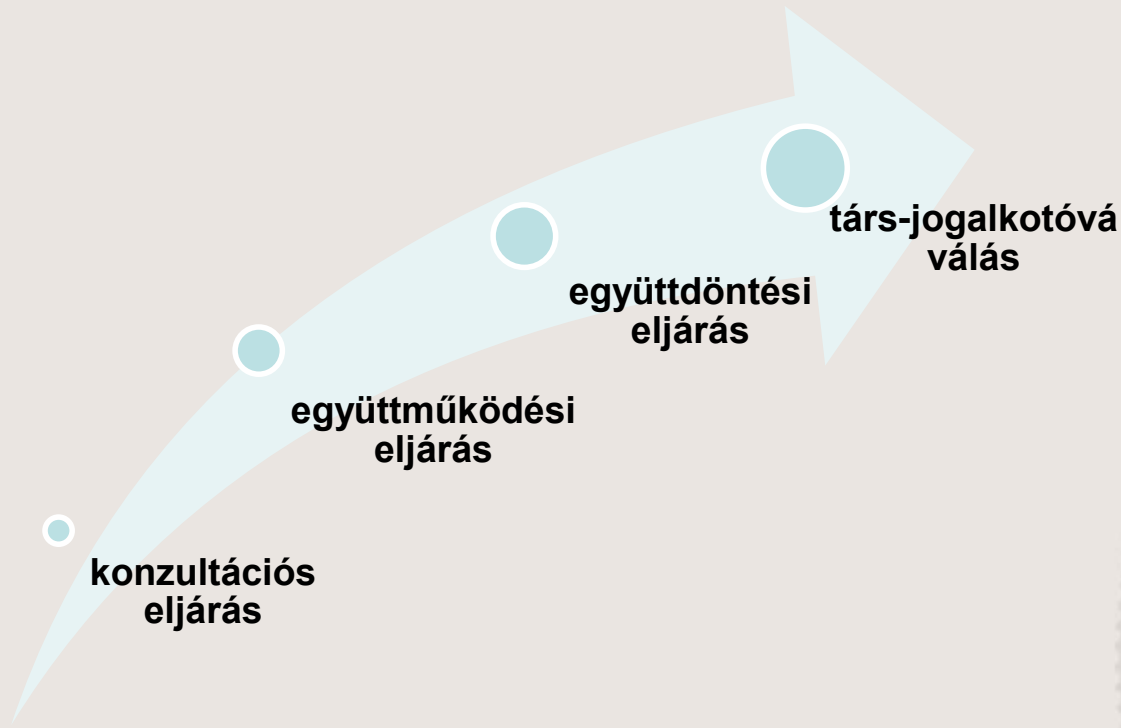 társ-jogalkotóvá
válás
együttdöntési
eljárás
együttműködési
eljárás
konzultációs
eljárás